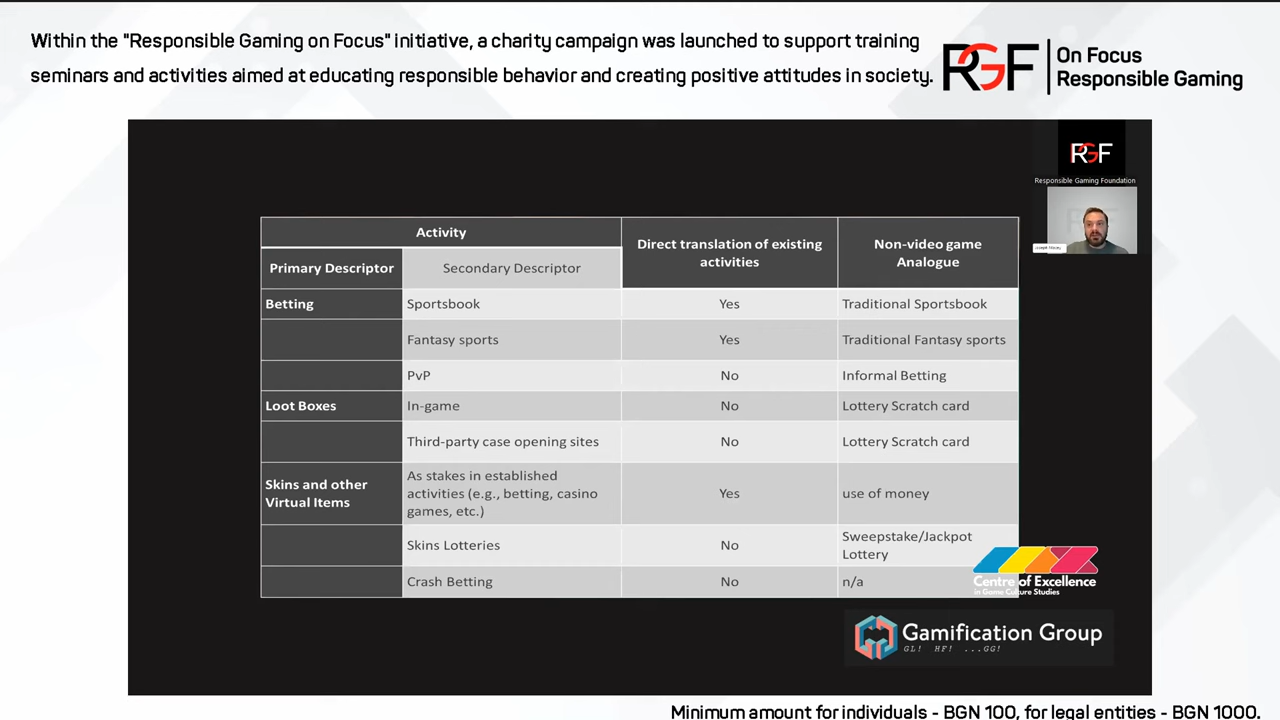 Within the "Responsible Gaming on Focus" initiative, a charity campaign was launched to support training
seminars and activities aimed at educating responsible behavior and creating positive attitudes in society.
RGF
On Focus
Responsible Gaming
RGF
Responsible Gaming Foundation
Activity
Direct translation of existing
activities
Non-video game
Analogue
Primary Descriptor
Secondary Descriptor
Betting
Sportsbook
Yes
Traditional Sportsbook
Fantasy sports
Yes
Traditional Fantasy sports
PvP
No
Informal Betting
Loot Boxes
In-game
No
Lottery Scratch card
Third-party case opening sites
No
Lottery Scratch card
Skins and other
Virtual Items
As stakes in established
activities (e.g., betting, casino
games, etc.)
Yes
use of money
Skins Lotteries
No
Sweepstake/Jackpot
Lottery
Crash Betting
No
n/a
Centre of Excellence
in Game Culture Studies
Gamification Group
GL! HF! ...GG!
Minimum amount for individuals - BGN 100, for legal entities - BGN 1000.